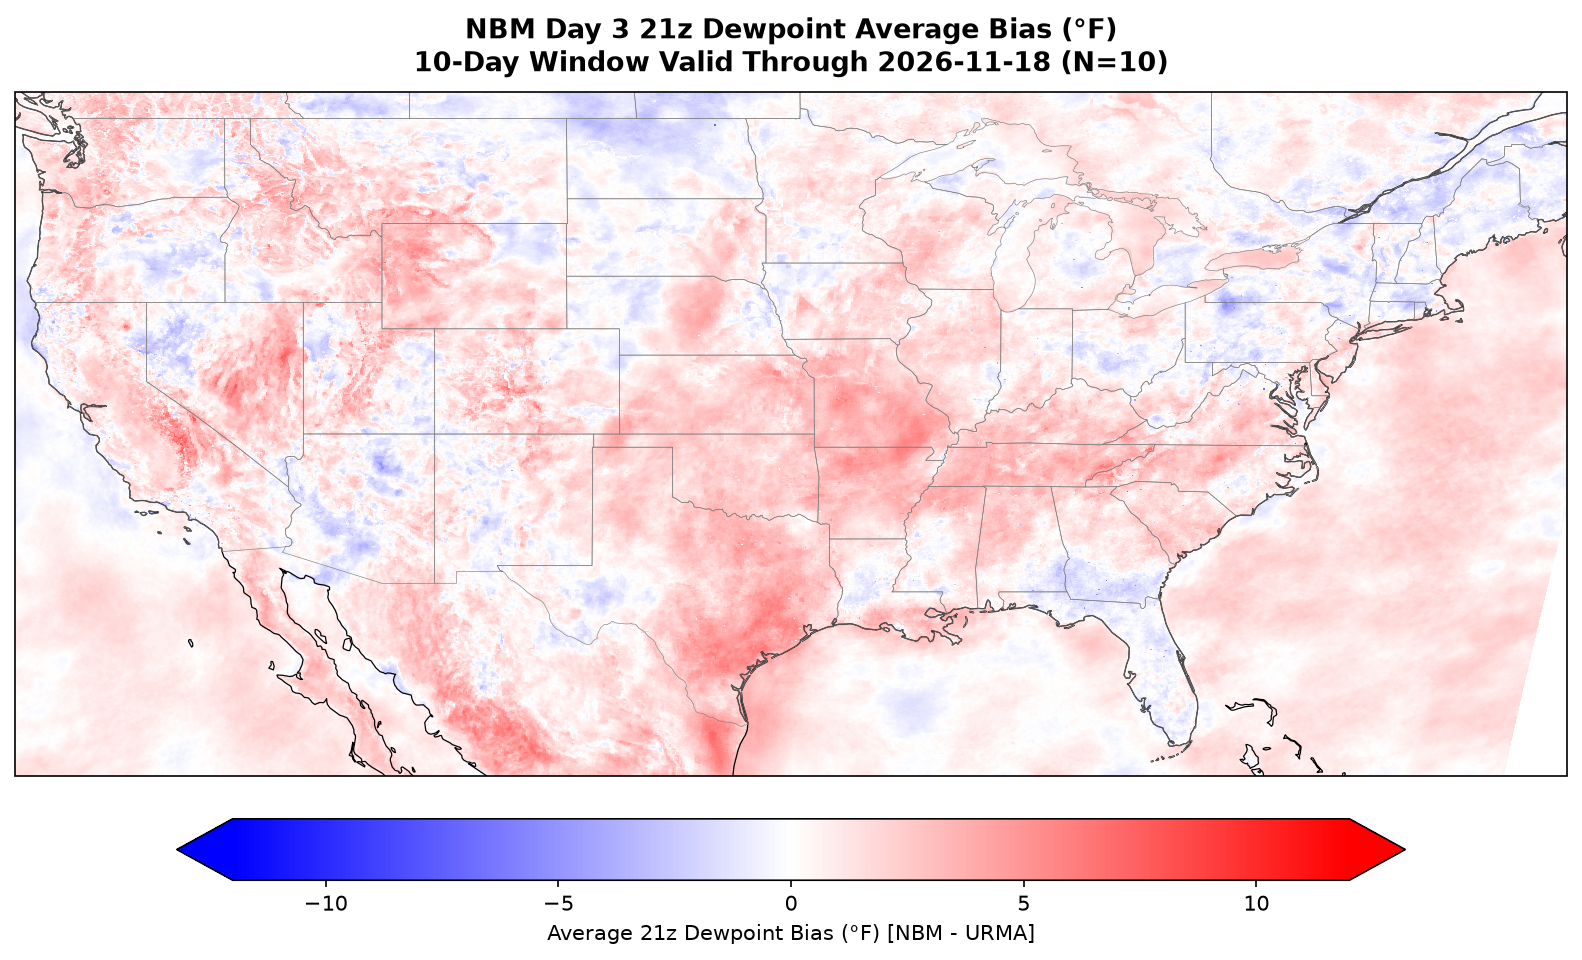 NBM Day 3 21z Dewpoint Average Bias (°F)
10-Day Window Valid Through 2026-11-18 (N=10)
−10 −5 0 5 10
Average 21z Dewpoint Bias (°F) [NBM - URMA]